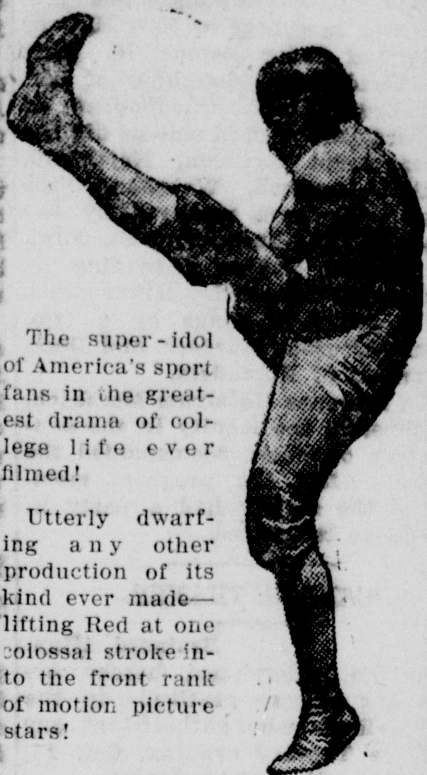 The super-idol
of America's sport
fans in the great-
est drama of col-
lege life ever
filmed!
Utterly dwarf-
ing any other
production of its
kind ever made—
lifting Red at one
colossal stroke in-
to the front rank
of motion picture
stars!